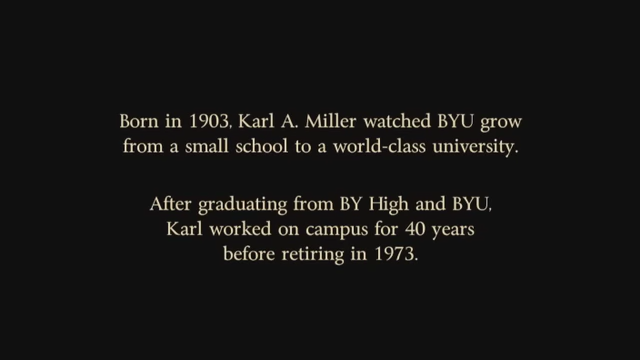 Born in 1903, Karl A. Miller watched BYU grow
from a small school to a world-class university.
After graduating from BY High and BYU,
Karl worked on campus for 40 years
before retiring in 1973.